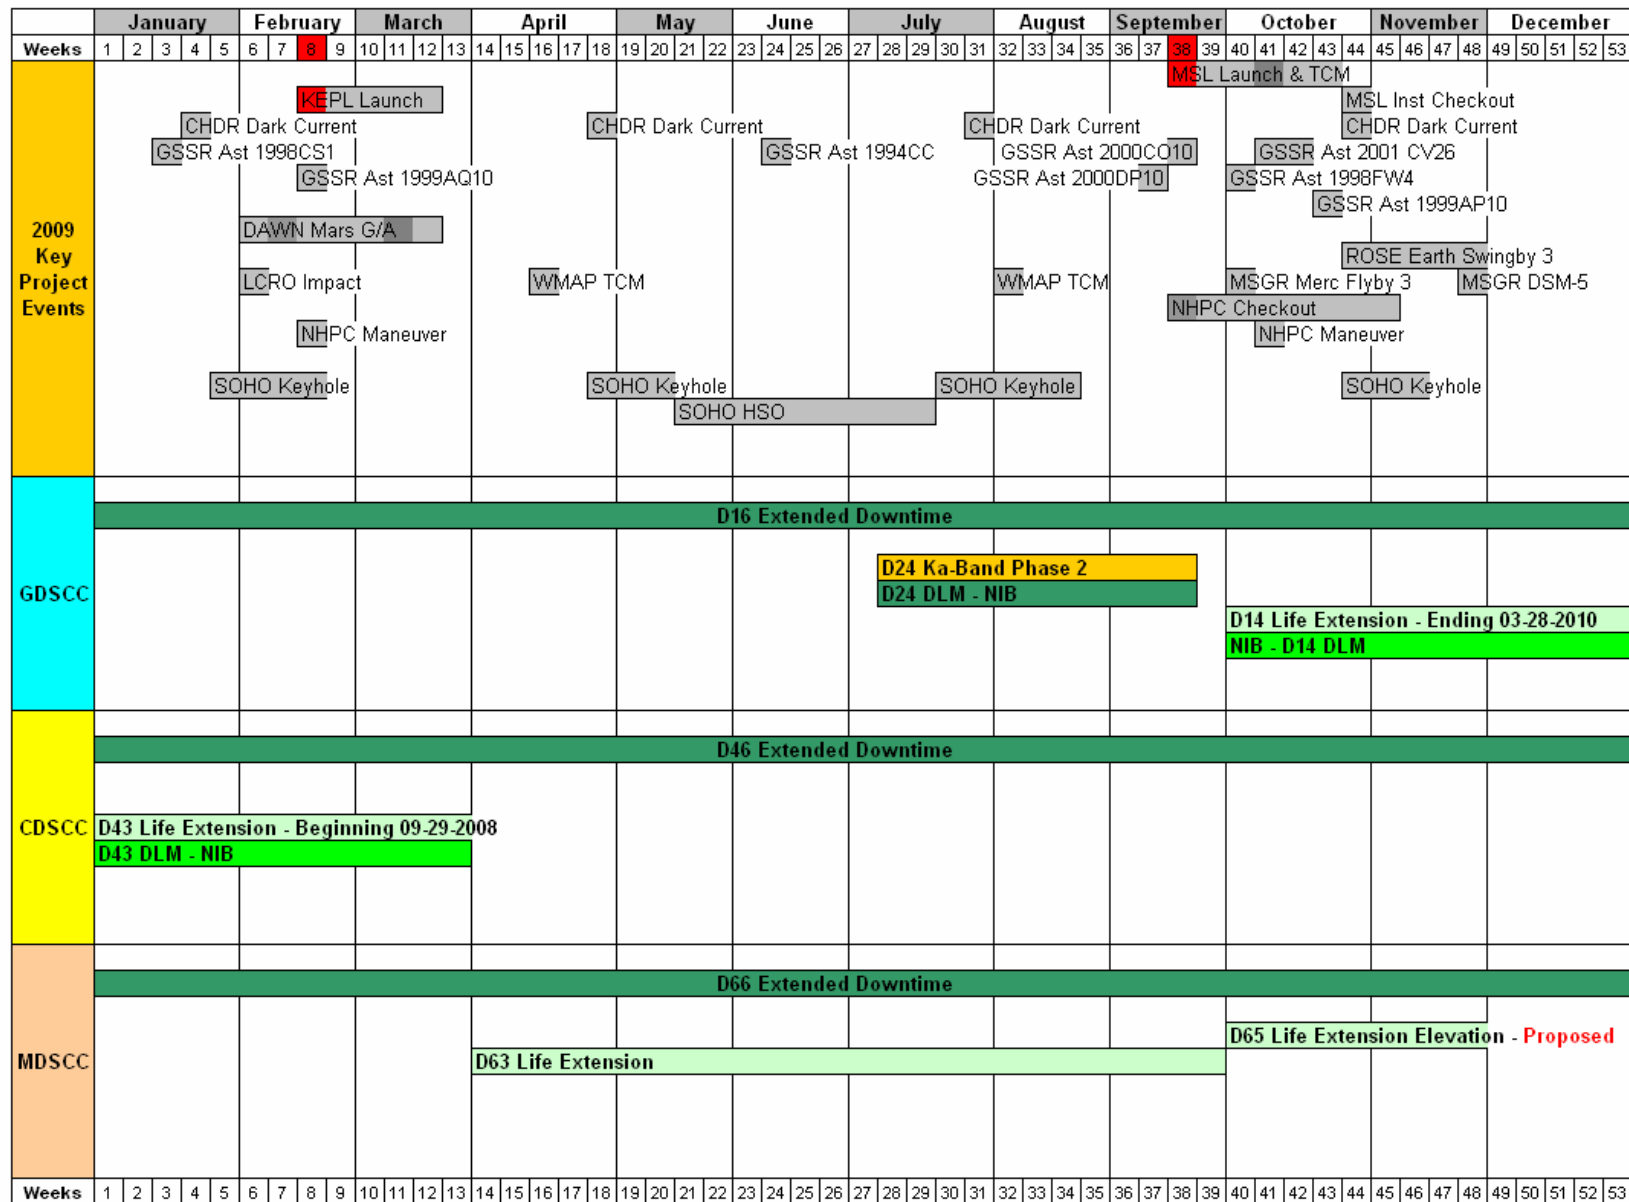 January February March April May June July August September October November December
Weeks 1 2 3 4 5 6 7 8 9 10 11 12 13 14 15 16 17 18 19 20 21 22 23 24 25 26 27 28 29 30 31 32 33 34 35 36 37 38 39 40 41 42 43 44 45 46 47 48 49 50 51 52 53
2009
Key
Project
Events
MSL Launch & TCM
KEPL Launch
MSL Inst Checkout
CHDR Dark Current
CHDR Dark Current
CHDR Dark Current
CHDR Dark Current
GSSR Ast 1998CS1
GSSR Ast 1994CC
GSSR Ast 2000CO10
GSSR Ast 2001 CV26
GSSR Ast 1999AQ10
GSSR Ast 2000DP10
GSSR Ast 1998FW4
GSSR Ast 1999AP10
DAWN Mars G/A
ROSE Earth Swingby 3
LCRO Impact
WMAP TCM
WMAP TCM
MSGR Merc Flyby 3
MSGR DSM-5
NHPC Checkout
NHPC Maneuver
NHPC Maneuver
SOHO Keyhole
SOHO Keyhole
SOHO Keyhole
SOHO Keyhole
SOHO HSO
GDSCC
D16 Extended Downtime
D24 Ka-Band Phase 2
D24 DLM - NIB
D14 Life Extension - Ending 03-28-2010
NIB - D14 DLM
CDSCC
D46 Extended Downtime
D43 Life Extension - Beginning 09-29-2008
D43 DLM - NIB
MDSCC
D66 Extended Downtime
D65 Life Extension Elevation - Proposed
D63 Life Extension
Weeks 1 2 3 4 5 6 7 8 9 10 11 12 13 14 15 16 17 18 19 20 21 22 23 24 25 26 27 28 29 30 31 32 33 34 35 36 37 38 39 40 41 42 43 44 45 46 47 48 49 50 51 52 53